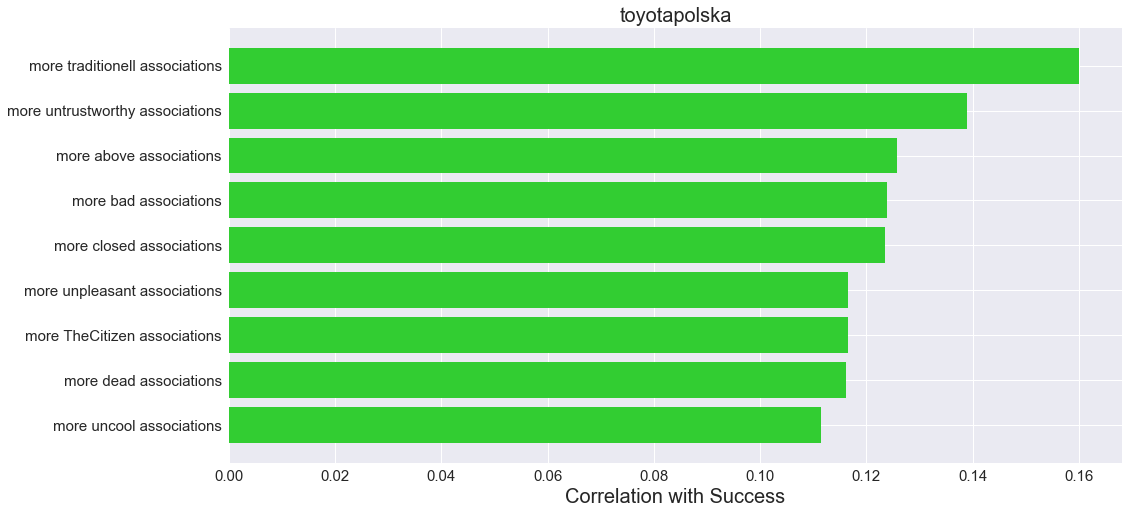 toyotapolska
more traditionell associations
more untrustworthy associations
more above associations
more bad associations
more closed associations
more unpleasant associations
more TheCitizen associations
more dead associations
more uncool associations
0.00 0.02 0.04 0.06 0.08 0.10 0.12 0.14 0.16
Correlation with Success